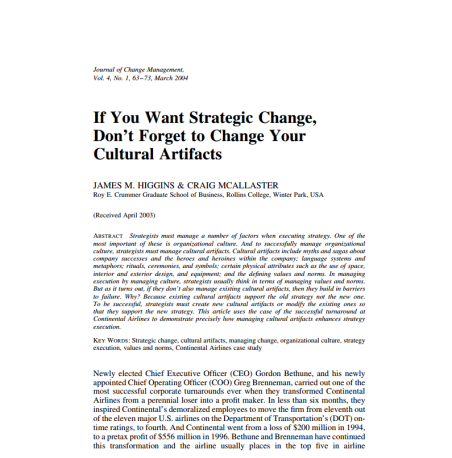 Journal of Change Management,
Vol. 4, No. 1, 63–73, March 2004
If You Want Strategic Change,
Don't Forget to Change Your
Cultural Artifacts
JAMES M. HIGGINS & CRAIG MCALLASTER
Roy E. Crummer Graduate School of Business, Rollins College, Winter Park, USA
(Received April 2003)
ABSTRACT Strategists must manage a number of factors when executing strategy. One of the
most important of these is organizational culture. And to successfully manage organizational
culture, strategists must manage cultural artifacts. Cultural artifacts include myths and sagas about
company successes and the heroes and heroines within the company; language systems and
metaphors; rituals, ceremonies, and symbols; certain physical attributes such as the use of space,
interior and exterior design, and equipment; and the defining values and norms. In managing
execution by managing culture, strategists usually think in terms of managing values and norms.
But as it turns out, if they don't also manage existing cultural artifacts, then they build in barriers
to failure. Why? Because existing cultural artifacts support the old strategy not the new one.
To be successful, strategists must create new cultural artifacts or modify the existing ones so
that they support the new strategy. This article uses the case of the successful turnaround at
Continental Airlines to demonstrate precisely how managing cultural artifacts enhances strategy
execution.
KEY WORDS: Strategic change, cultural artifacts, managing change, organizational culture, strategy
execution, values and norms, Continental Airlines case study
Newly elected Chief Executive Officer (CEO) Gordon Bethune, and his newly
appointed Chief Operating Officer (COO) Greg Brenneman, carried out one of the
most successful corporate turnarounds ever when they transformed Continental
Airlines from a perennial loser into a profit maker. In less than six months, they
inspired Continental's demoralized employees to move the firm from eleventh out
of the eleven major U.S. airlines on the Department of Transportation's (DOT) on-
time ratings, to fourth. And Continental went from a loss of $200 million in 1994,
to a pretax profit of $556 million in 1996. Bethune and Brenneman have continued
this transformation and the airline usually places in the top five in airline